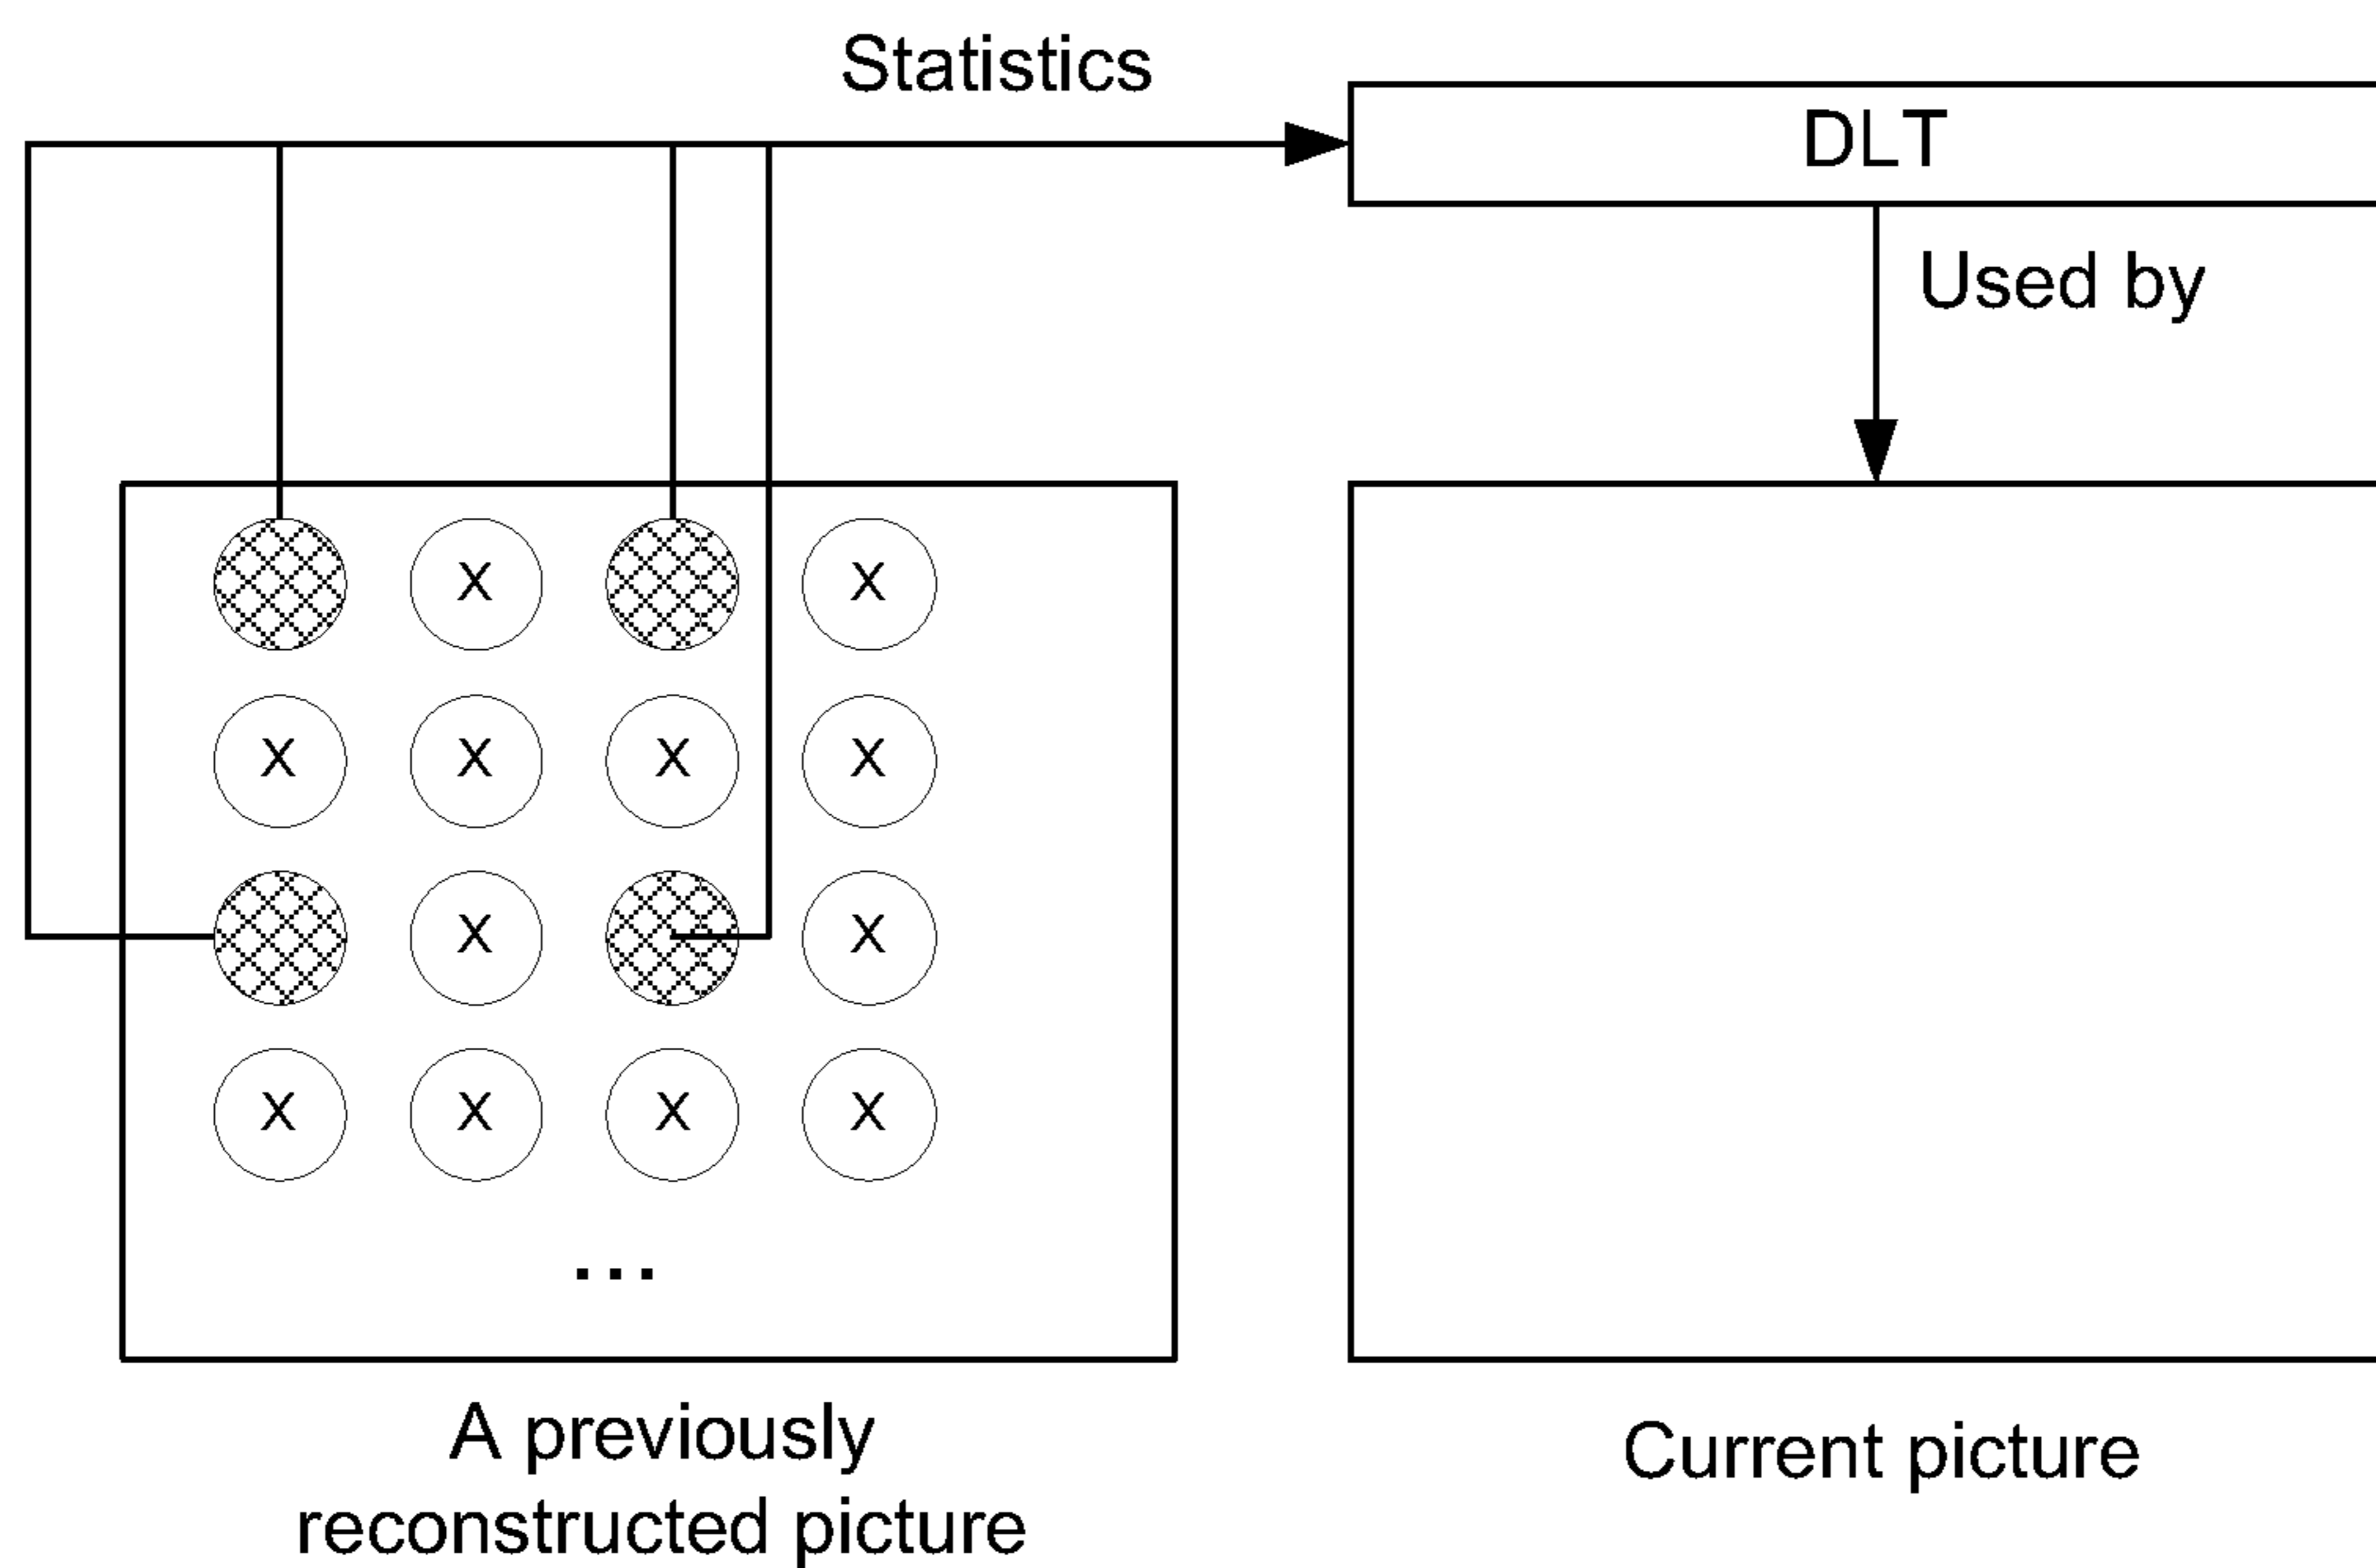 Statistics
DLT
Used by
X X
X X X X
X X
X X X X
...
A previously
reconstructed picture
Current picture